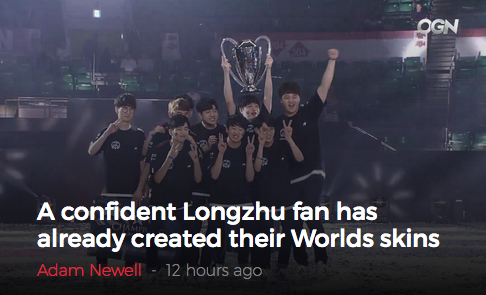 OGN
A confident Longzhu fan has
already created their Worlds skins
Adam Newell - 12 hours ago